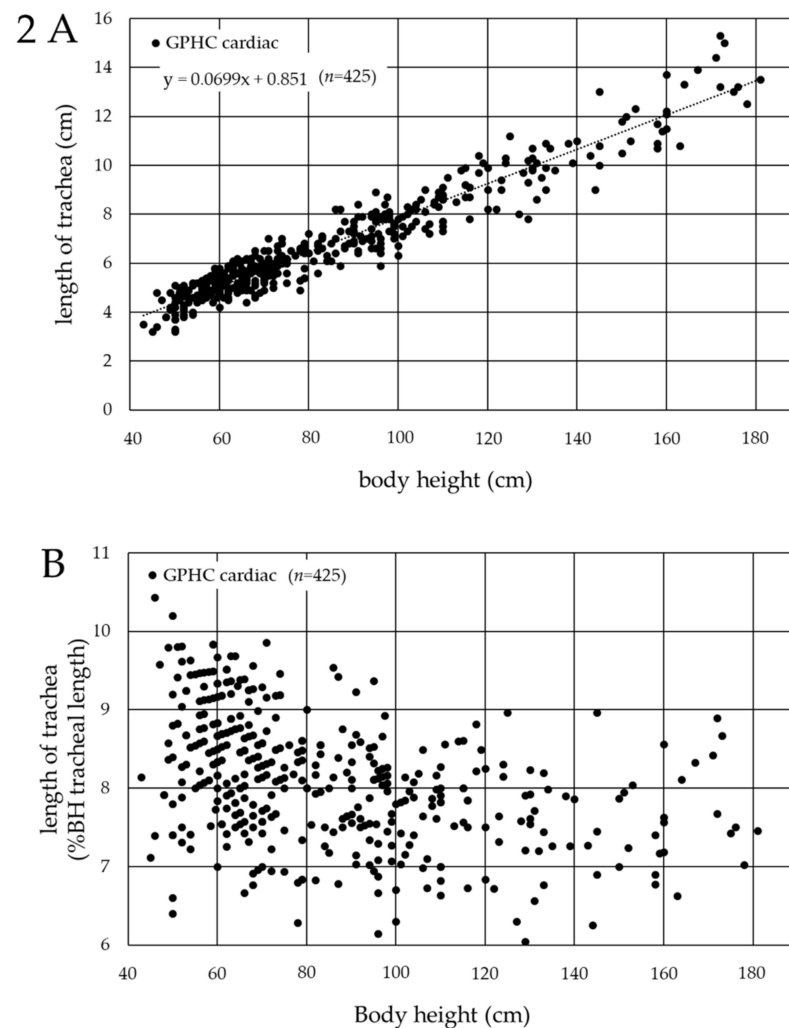 2 A
16
14
12
10
8
6
4
2
0
length of trachea (cm)
GPHC cardiac
y = 0.0699x + 0.851 (n=425)
40 60 80 100 120 140 160 180
body height (cm)
B
11
10
9
8
7
6
length of trachea
(%BH tracheal length)
GPHC cardiac (n=425)
40 60 80 100 120 140 160 180
Body height (cm)